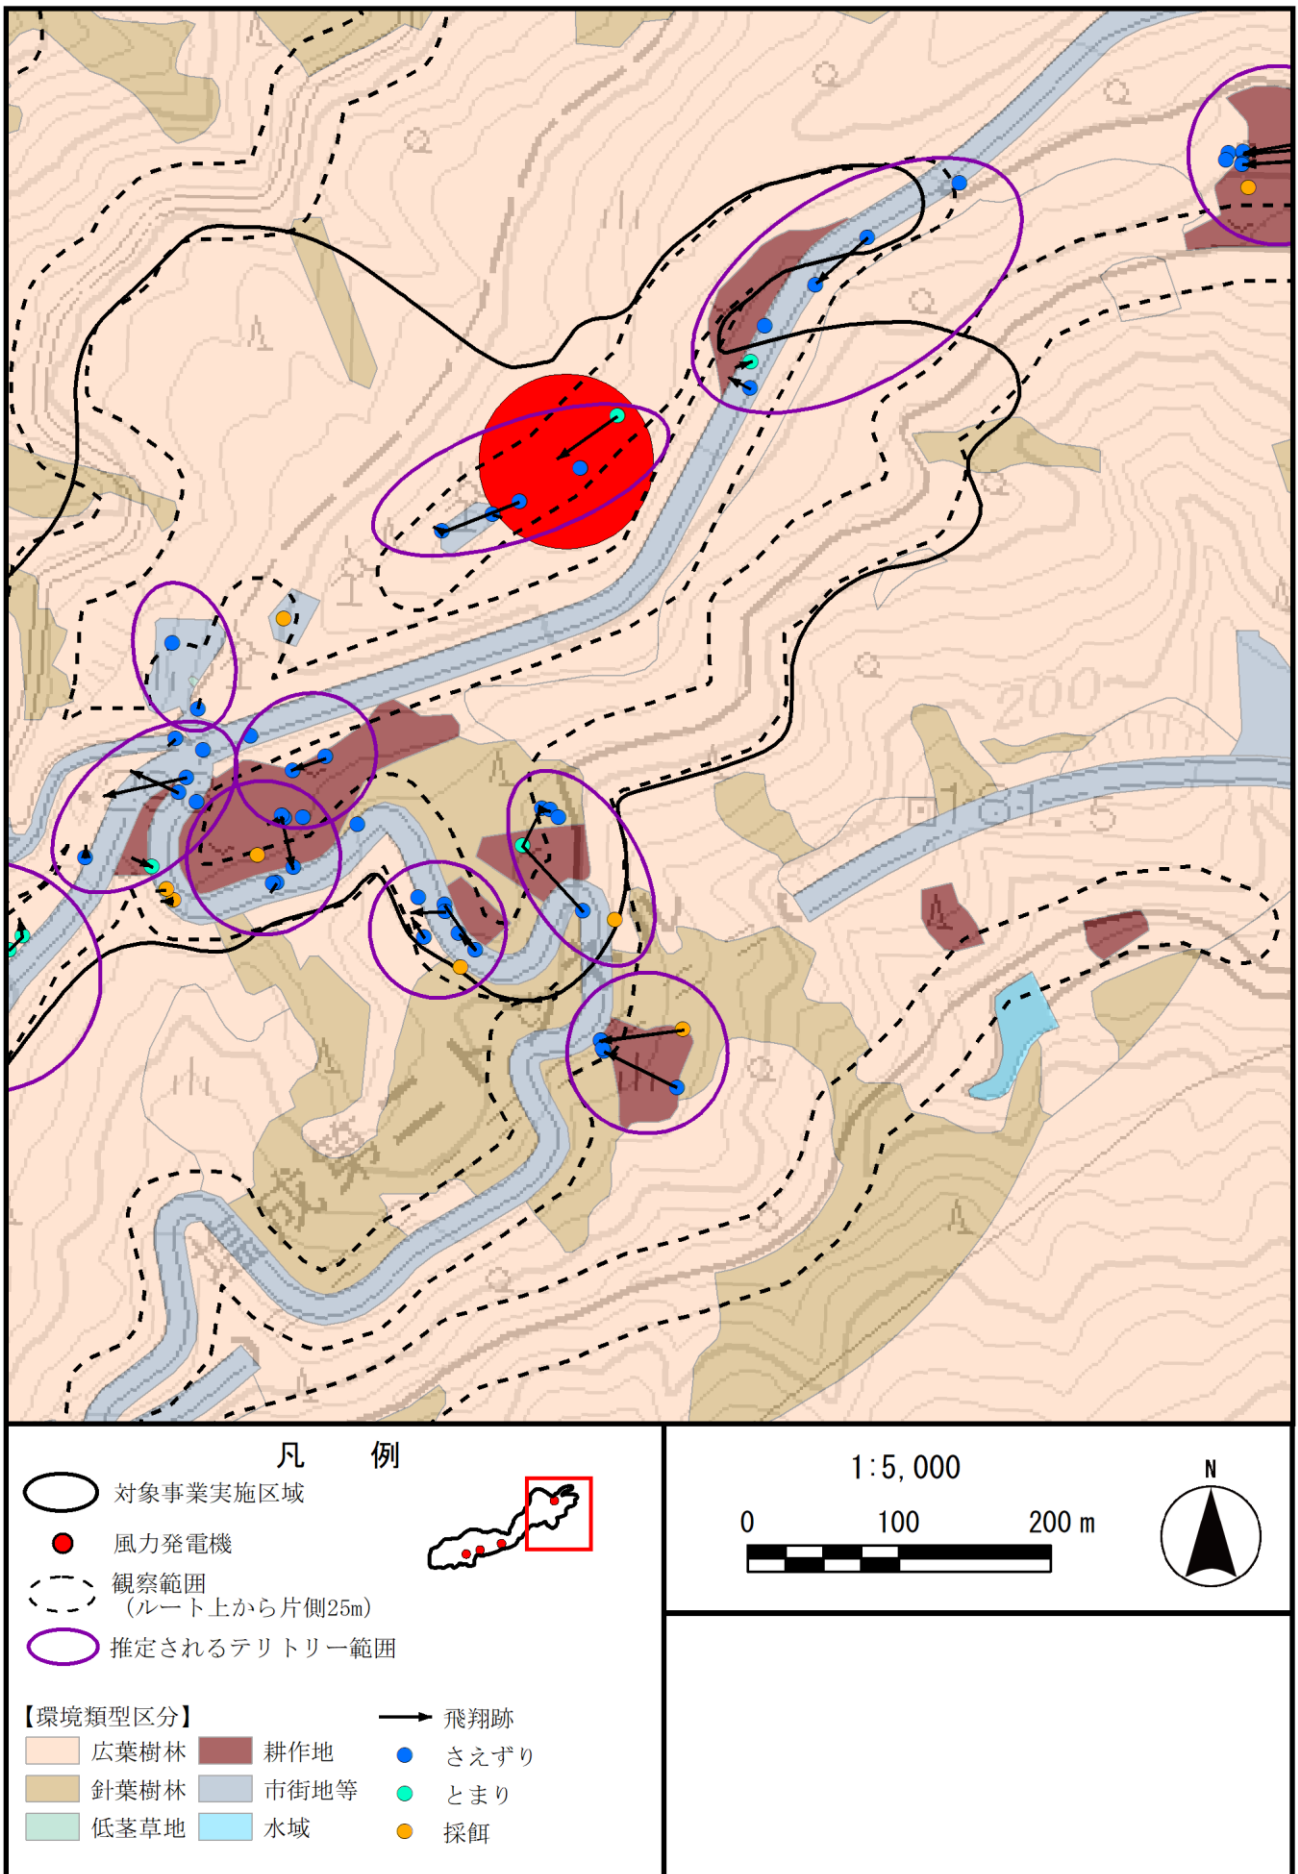 200
181.5
凡　例
対象事業実施区域
風力発電機
観察範囲
(ルート上から片側25m)
推定されるテリトリー範囲
【環境類型区分】
広葉樹林
針葉樹林
低茎草地
耕作地
市街地等
水域
飛翔跡
さえずり
とまり
採餌
1:5,000
0 100 200 m
N